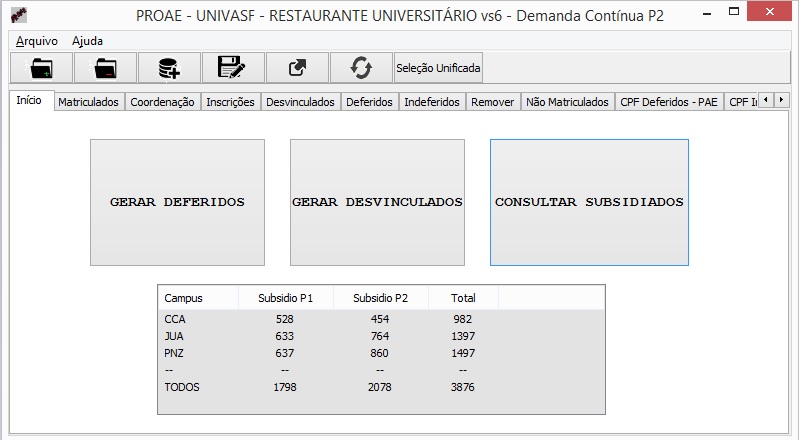 PROAE - UNIVASF - RESTAURANTE UNIVERSITÁRIO vs6 - Demanda Contínua P2
Arquivo Ajuda
Seleção Unificada
Início Matriculados Coordenação Inscrições Desvinculados Deferidos Indeferidos Remover Não Matriculados CPF Deferidos - PAE CPF
GERAR DEFERIDOS GERAR DESVINCULADOS CONSULTAR SUBSIDIADOS
Campus Subsidio P1 Subsidio P2 Total
CCA 528 454 982
JUA 633 764 1397
PNZ 637 860 1497
-- -- -- --
TODOS 1798 2078 3876